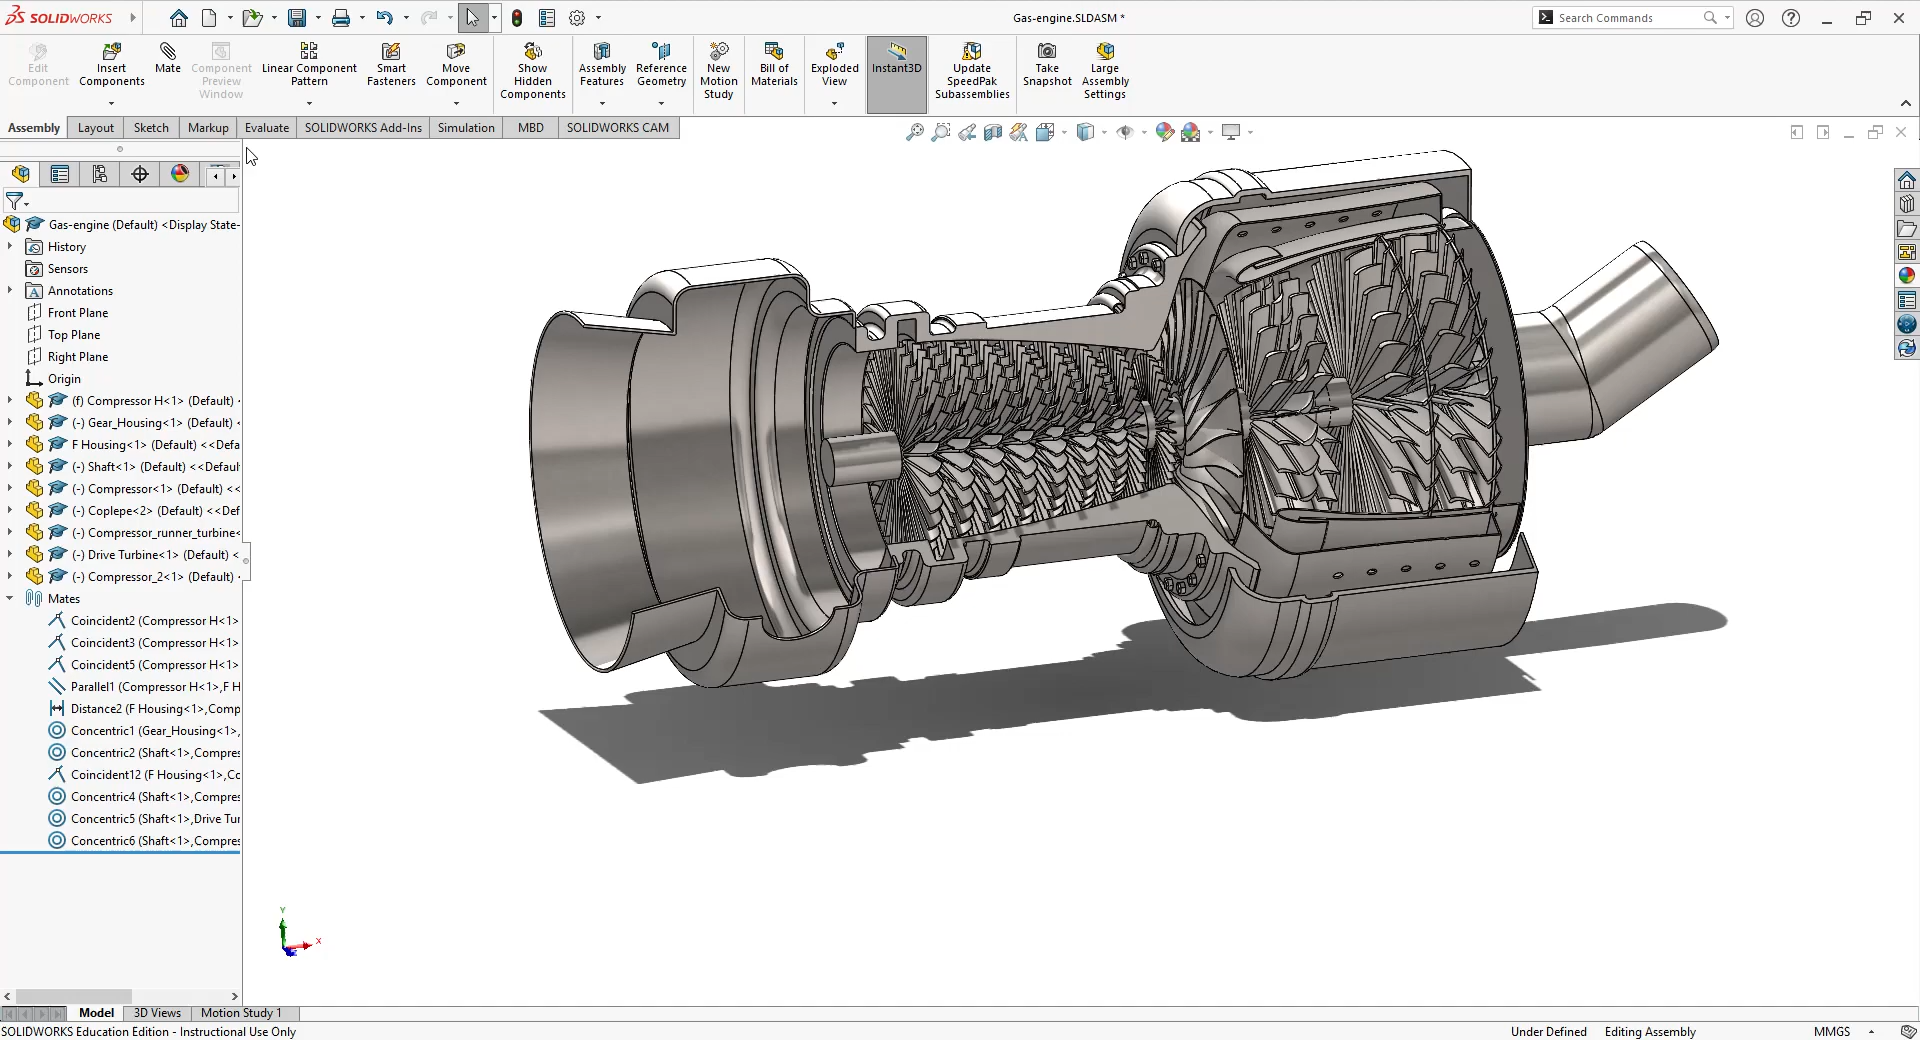 SOLIDWORKS
Gas-engine.SLDASM *
Search Commands
Edit Component
Insert Components
Mate
Component Preview Window
Linear Component Pattern
Smart Fasteners
Move Component
Show Hidden Components
Assembly Features
Reference Geometry
New Motion Study
Bill of Materials
Exploded View
Instant3D
Update SpeedPak Subassemblies
Take Snapshot
Large Assembly Settings
Assembly
Layout
Sketch
Markup
Evaluate
SOLIDWORKS Add-Ins
Simulation
MBD
SOLIDWORKS CAM
Gas-engine (Default) <Display State-
History
Sensors
Annotations
Front Plane
Top Plane
Right Plane
Origin
(f) Compressor H<1> (Default)
(-) Gear_Housing<1> (Default) <
F Housing<1> (Default) <<Defa
(-) Shaft<1> (Default) <<Defaul
(-) Compressor<1> (Default) <<
(-) Coplepe<2> (Default) <<Def
(-) Compressor_runner_turbine<
(-) Drive Turbine<1> (Default) <
(-) Compressor_2<1> (Default)
Mates
Coincident2 (Compressor H<1>
Coincident3 (Compressor H<1>
Coincident5 (Compressor H<1>
Parallel1 (Compressor H<1>,F H
Distance2 (F Housing<1>,Comp
Concentric1 (Gear_Housing<1>,
Concentric2 (Shaft<1>,Compres
Coincident12 (F Housing<1>,Cc
Concentric4 (Shaft<1>,Compres
Concentric5 (Shaft<1>,Drive Tur
Concentric6 (Shaft<1>,Compres
Y
X
Model
3D Views
Motion Study 1
SOLIDWORKS Education Edition - Instructional Use Only
Under Defined
Editing Assembly
MMGS